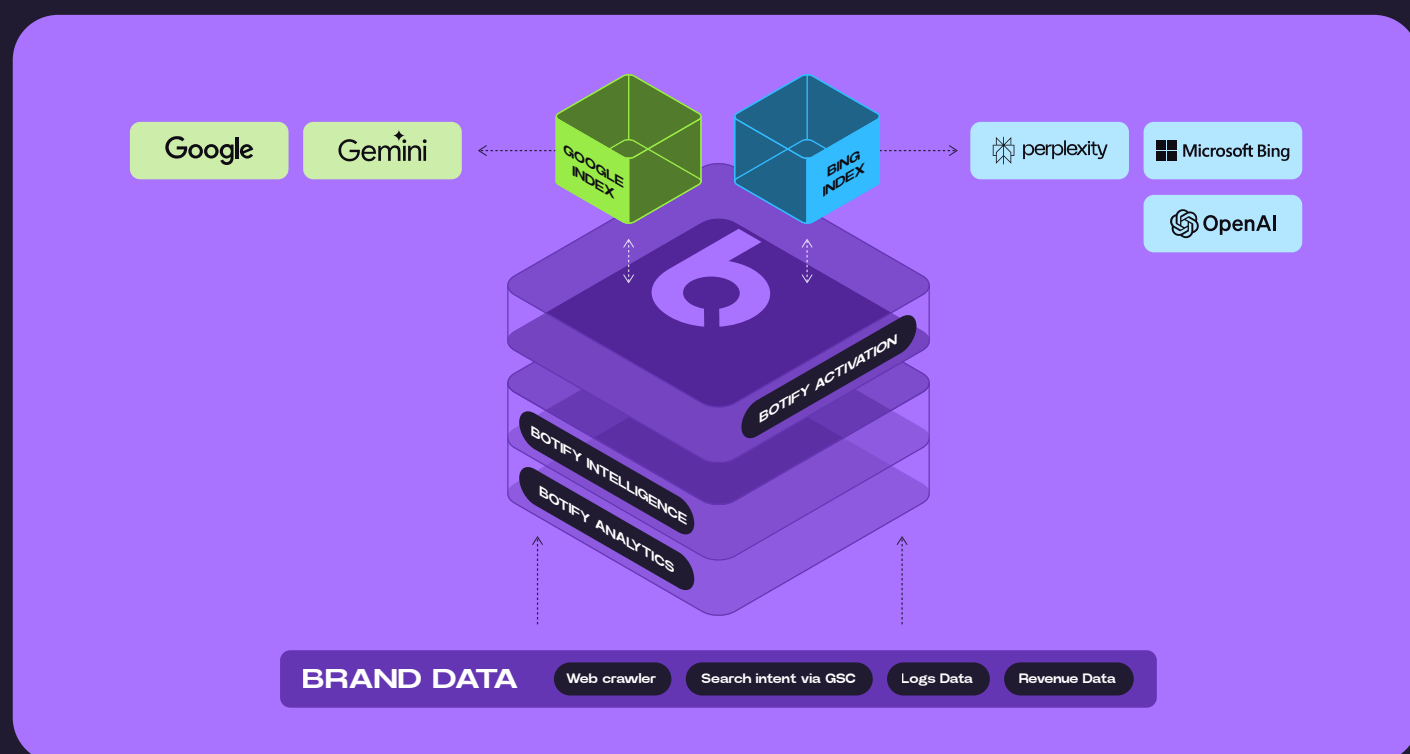 Google
Gemini
GOOGLE
INDEX
BING
INDEX
perplexity
Microsoft Bing
OpenAI
BOTIFY ACTIVATION
BOTIFY INTELLIGENCE
BOTIFY ANALYTICS
BRAND DATA
Web crawler
Search intent via GSC
Logs Data
Revenue Data